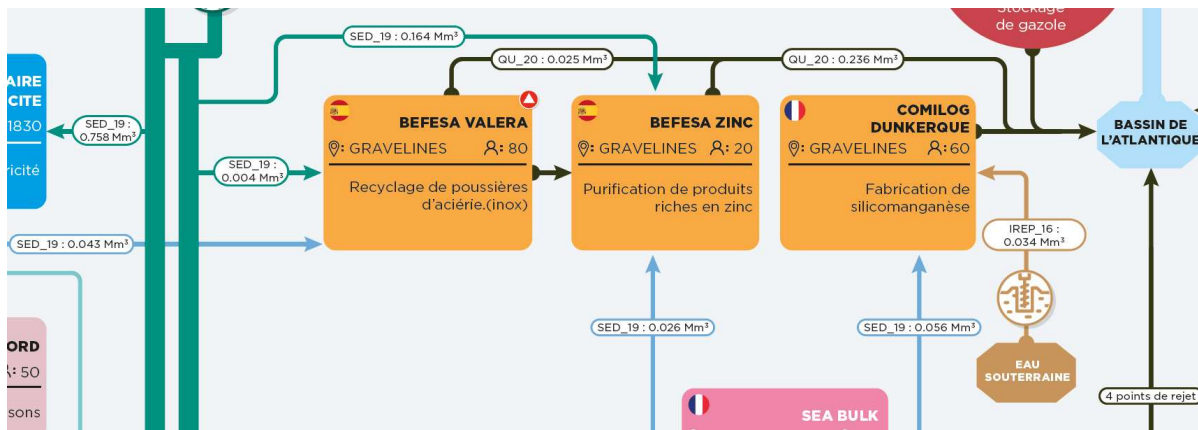 Stockage
de gazole
SED_19 : 0.164 Mm³
QU_20 : 0.025 Mm³
QU_20 : 0.236 Mm³
AIRE
CITE
1830
ricité
SED_19 :
0.758 Mm³
SED_19 :
0.004 Mm³
SED_19 : 0.043 Mm³
BEFESA VALERA
: GRAVELINES : 80
Recyclage de poussières
d'aciérie.(inox)
BEFESA ZINC
: GRAVELINES : 20
Purification de produits
riches en zinc
COMILOG
DUNKERQUE
: GRAVELINES : 60
Fabrication de
silicomanganèse
BASSIN DE
L'ATLANTIQUE
IREP_16 :
0.034 Mm³
EAU
SOUTERRAINE
SED_19 : 0.026 Mm³
SED_19 : 0.056 Mm³
ORD
: 50
sons
SEA BULK
4 points de rejet